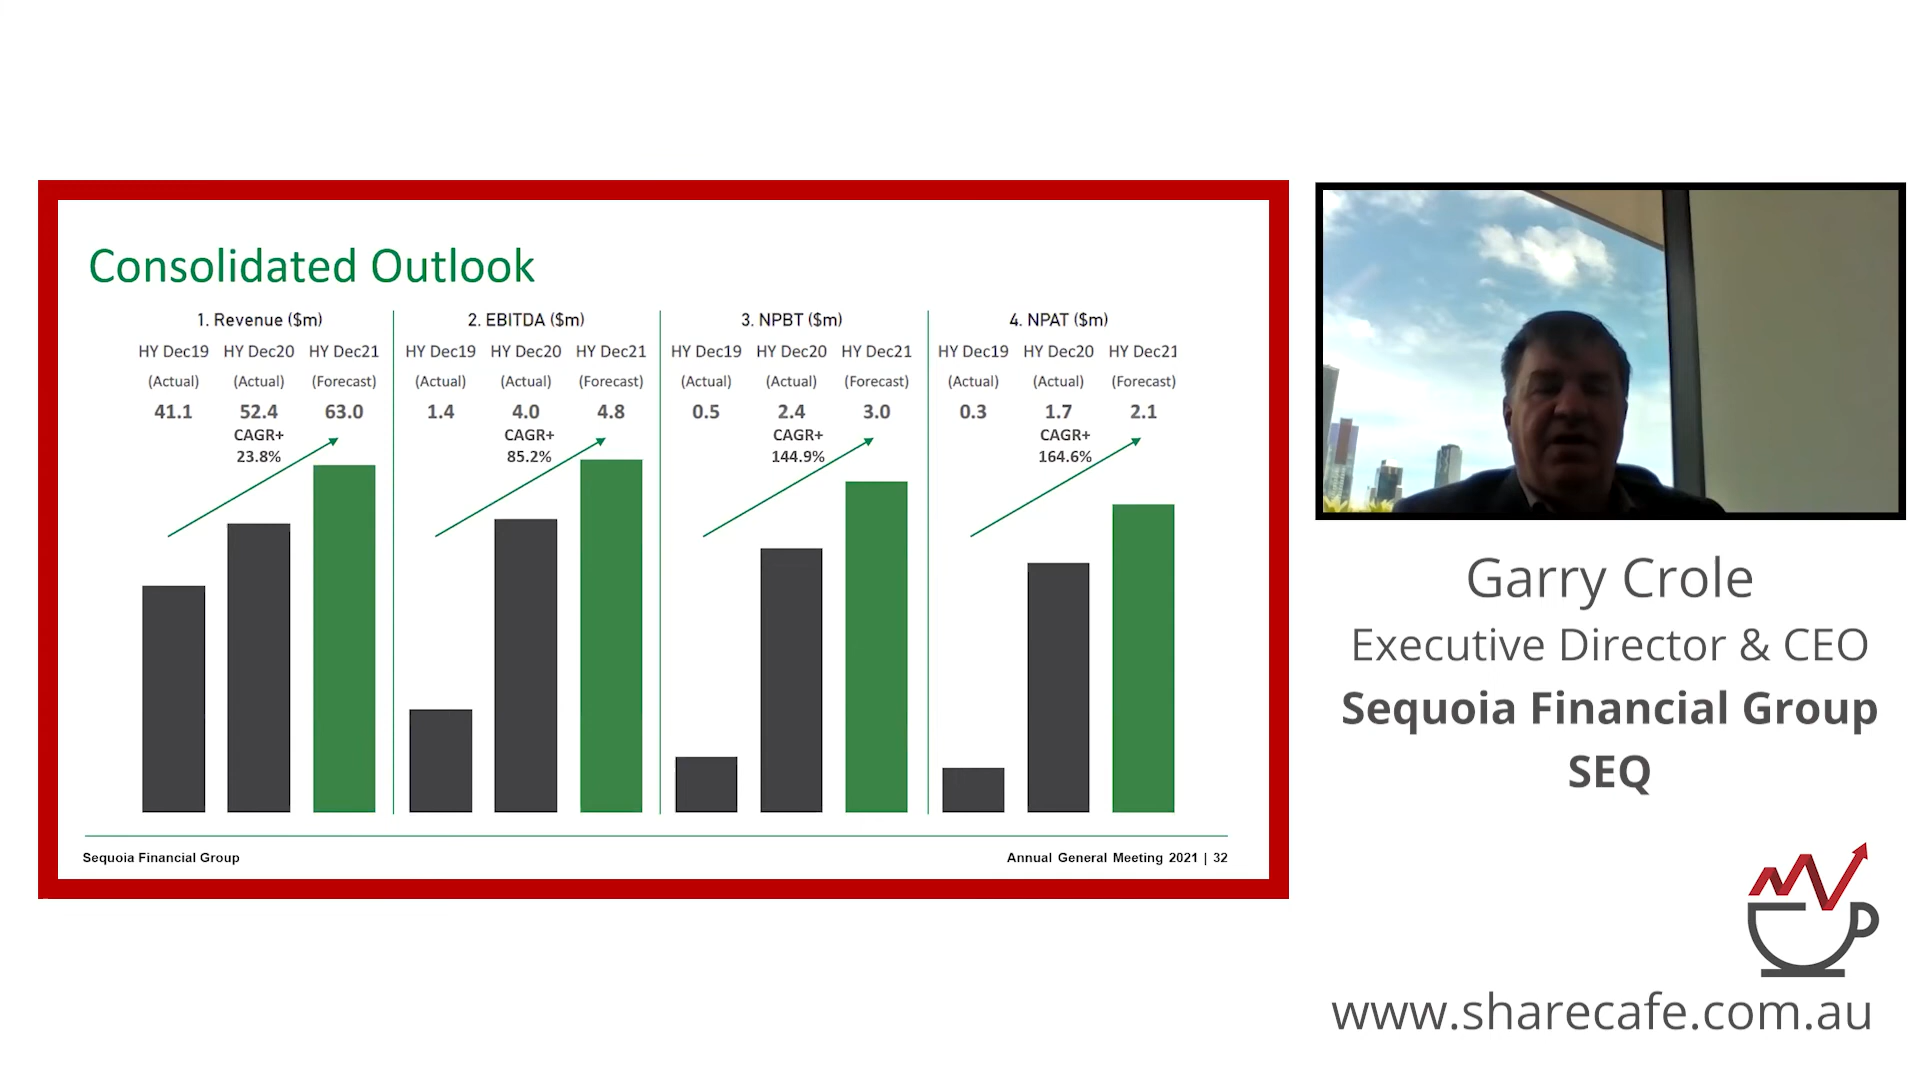 Consolidated Outlook
1. Revenue ($m)
HY Dec19 HY Dec20 HY Dec21
(Actual) (Actual) (Forecast)
41.1 52.4 63.0
CAGR+
23.8%
2. EBITDA ($m)
HY Dec19 HY Dec20 HY Dec21
(Actual) (Actual) (Forecast)
1.4 4.0 4.8
CAGR+
85.2%
3. NPBT ($m)
HY Dec19 HY Dec20 HY Dec21
(Actual) (Actual) (Forecast)
0.5 2.4 3.0
CAGR+
144.9%
4. NPAT ($m)
HY Dec19 HY Dec20 HY Dec21
(Actual) (Actual) (Forecast)
0.3 1.7 2.1
CAGR+
164.6%
Sequoia Financial Group
Annual General Meeting 2021 | 32
Garry Crole
Executive Director & CEO
Sequoia Financial Group
SEQ
www.sharecafe.com.au